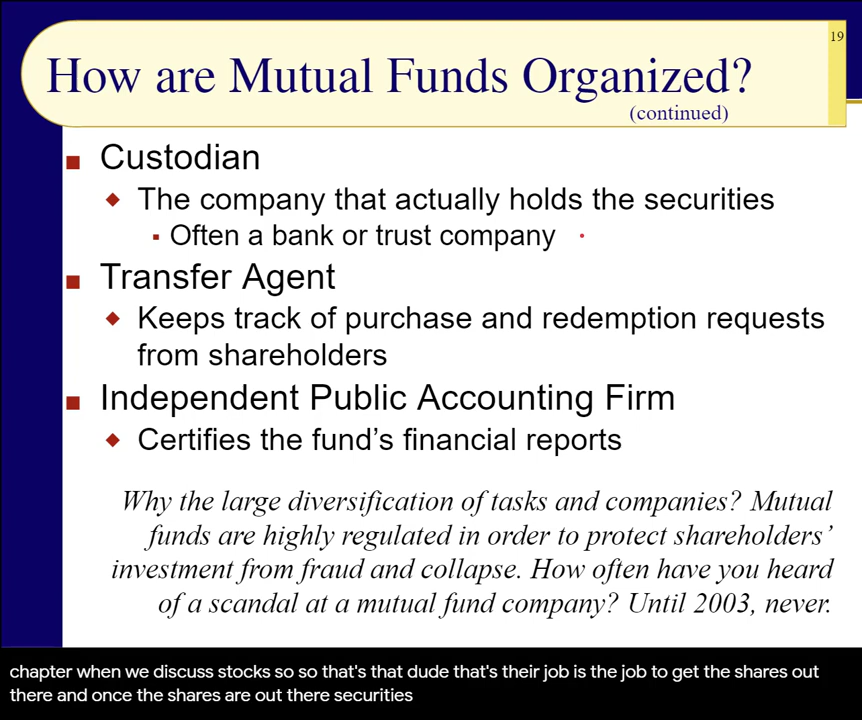 19
How are Mutual Funds Organized?
(continued)
Custodian
The company that actually holds the securities
Often a bank or trust company
Transfer Agent
Keeps track of purchase and redemption requests
from shareholders
Independent Public Accounting Firm
Certifies the fund’s financial reports
Why the large diversification of tasks and companies? Mutual
funds are highly regulated in order to protect shareholders’
investment from fraud and collapse. How often have you heard
of a scandal at a mutual fund company? Until 2003, never.
chapter when we discuss stocks so so that's that dude that's their job is the job to get the shares out
there and once the shares are out there securities